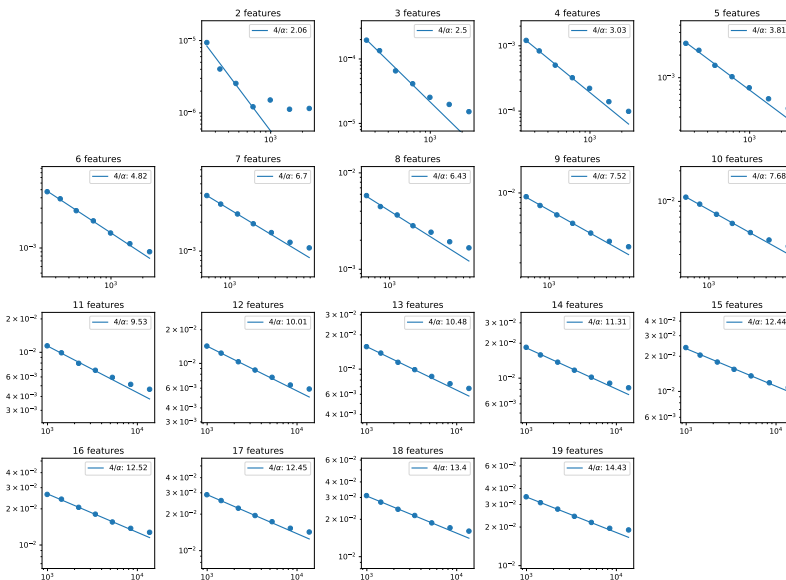 2 features
4/α: 2.06
10⁻⁵
10⁻⁶
10³
3 features
4/α: 2.5
10⁻⁴
10⁻⁵
10³
4 features
4/α: 3.03
10⁻³
10⁻⁴
10³
5 features
4/α: 3.81
10⁻³
10³
6 features
4/α: 4.82
10⁻³
10³
7 features
4/α: 6.7
10⁻³
10³
8 features
4/α: 6.43
10⁻²
10⁻³
10³
9 features
4/α: 7.52
10⁻²
10³
10 features
4/α: 7.68
10⁻²
10³
11 features
4/α: 9.53
2 × 10⁻²
10⁻²
6 × 10⁻³
4 × 10⁻³
3 × 10⁻³
10³
10⁴
12 features
4/α: 10.01
2 × 10⁻²
10⁻²
6 × 10⁻³
4 × 10⁻³
3 × 10⁻³
10³
10⁴
13 features
4/α: 10.48
3 × 10⁻²
2 × 10⁻²
10⁻²
6 × 10⁻³
4 × 10⁻³
10³
10⁴
14 features
4/α: 11.31
3 × 10⁻²
2 × 10⁻²
10⁻²
6 × 10⁻³
10³
10⁴
15 features
4/α: 12.44
3 × 10⁻²
2 × 10⁻²
10⁻²
6 × 10⁻³
10³
10⁴
16 features
4/α: 12.52
4 × 10⁻²
3 × 10⁻²
2 × 10⁻²
10⁻²
10³
10⁴
17 features
4/α: 12.45
4 × 10⁻²
3 × 10⁻²
2 × 10⁻²
10⁻²
10³
10⁴
18 features
4/α: 13.4
6 × 10⁻²
4 × 10⁻²
3 × 10⁻²
2 × 10⁻²
10⁻²
10³
10⁴
19 features
4/α: 14.43
6 × 10⁻²
4 × 10⁻²
3 × 10⁻²
2 × 10⁻²
10⁻²
10³
10⁴